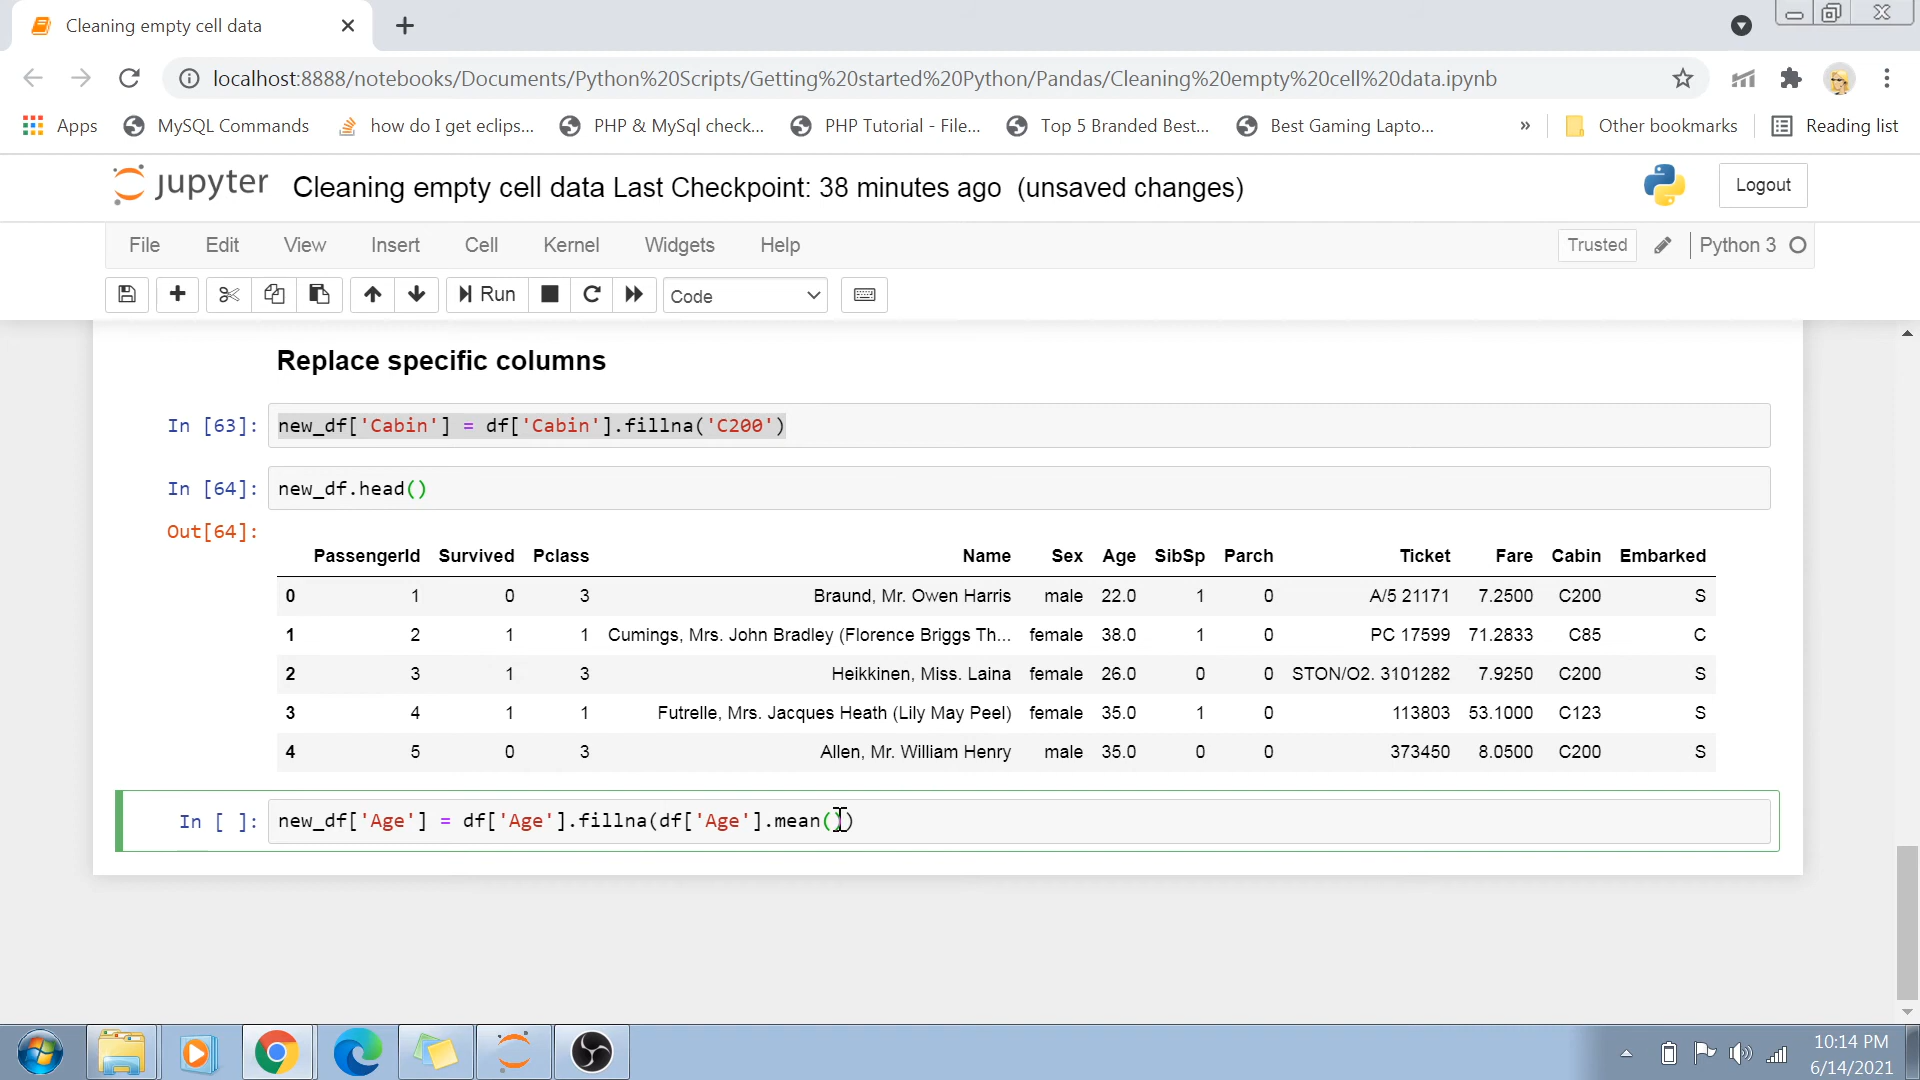 Cleaning empty cell data
localhost:8888/notebooks/Documents/Python%20Scripts/Getting%20started%20Python/Pandas/Cleaning%20empty%20cell%20data.ipynb
Apps MySQL Commands how do I get eclips... PHP & MySql check... PHP Tutorial - File... Top 5 Branded Best... Best Gaming Lapto... » Other bookmarks Reading list
jupyter Cleaning empty cell data Last Checkpoint: 38 minutes ago (unsaved changes) Logout
File Edit View Insert Cell Kernel Widgets Help Trusted Python 3
Run Code
Replace specific columns
In [63]: new_df['Cabin'] = df['Cabin'].fillna('C200')
In [64]: new_df.head()
Out[64]:
PassengerId Survived Pclass Name Sex Age SibSp Parch Ticket Fare Cabin Embarked
0 1 0 3 Braund, Mr. Owen Harris male 22.0 1 0 A/5 21171 7.2500 C200 S
1 2 1 1 Cumings, Mrs. John Bradley (Florence Briggs Th... female 38.0 1 0 PC 17599 71.2833 C85 C
2 3 1 3 Heikkinen, Miss. Laina female 26.0 0 0 STON/O2. 3101282 7.9250 C200 S
3 4 1 1 Futrelle, Mrs. Jacques Heath (Lily May Peel) female 35.0 1 0 113803 53.1000 C123 S
4 5 0 3 Allen, Mr. William Henry male 35.0 0 0 373450 8.0500 C200 S
In [ ]: new_df['Age'] = df['Age'].fillna(df['Age'].mean())
10:14 PM
6/14/2021